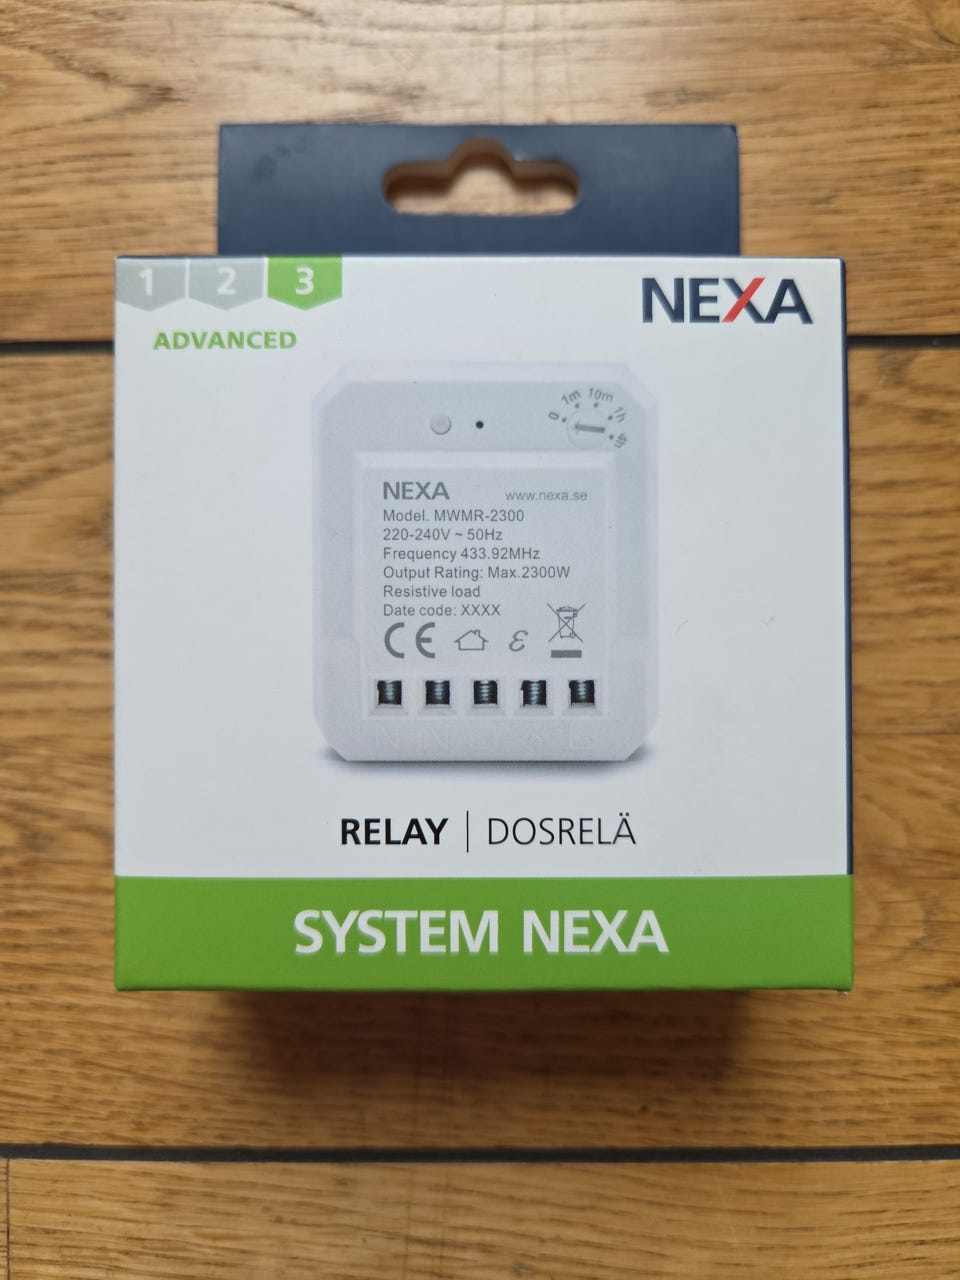 1 2 3
ADVANCED
NEXA
0 1m 10m 1h 4h
NEXA www.nexa.se
Model. MWMR-2300
220-240V ~ 50Hz
Frequency 433.92MHz
Output Rating: Max.2300W
Resistive load
Date code: XXXX
CE
RELAY | DOSRELÄ
SYSTEM NEXA